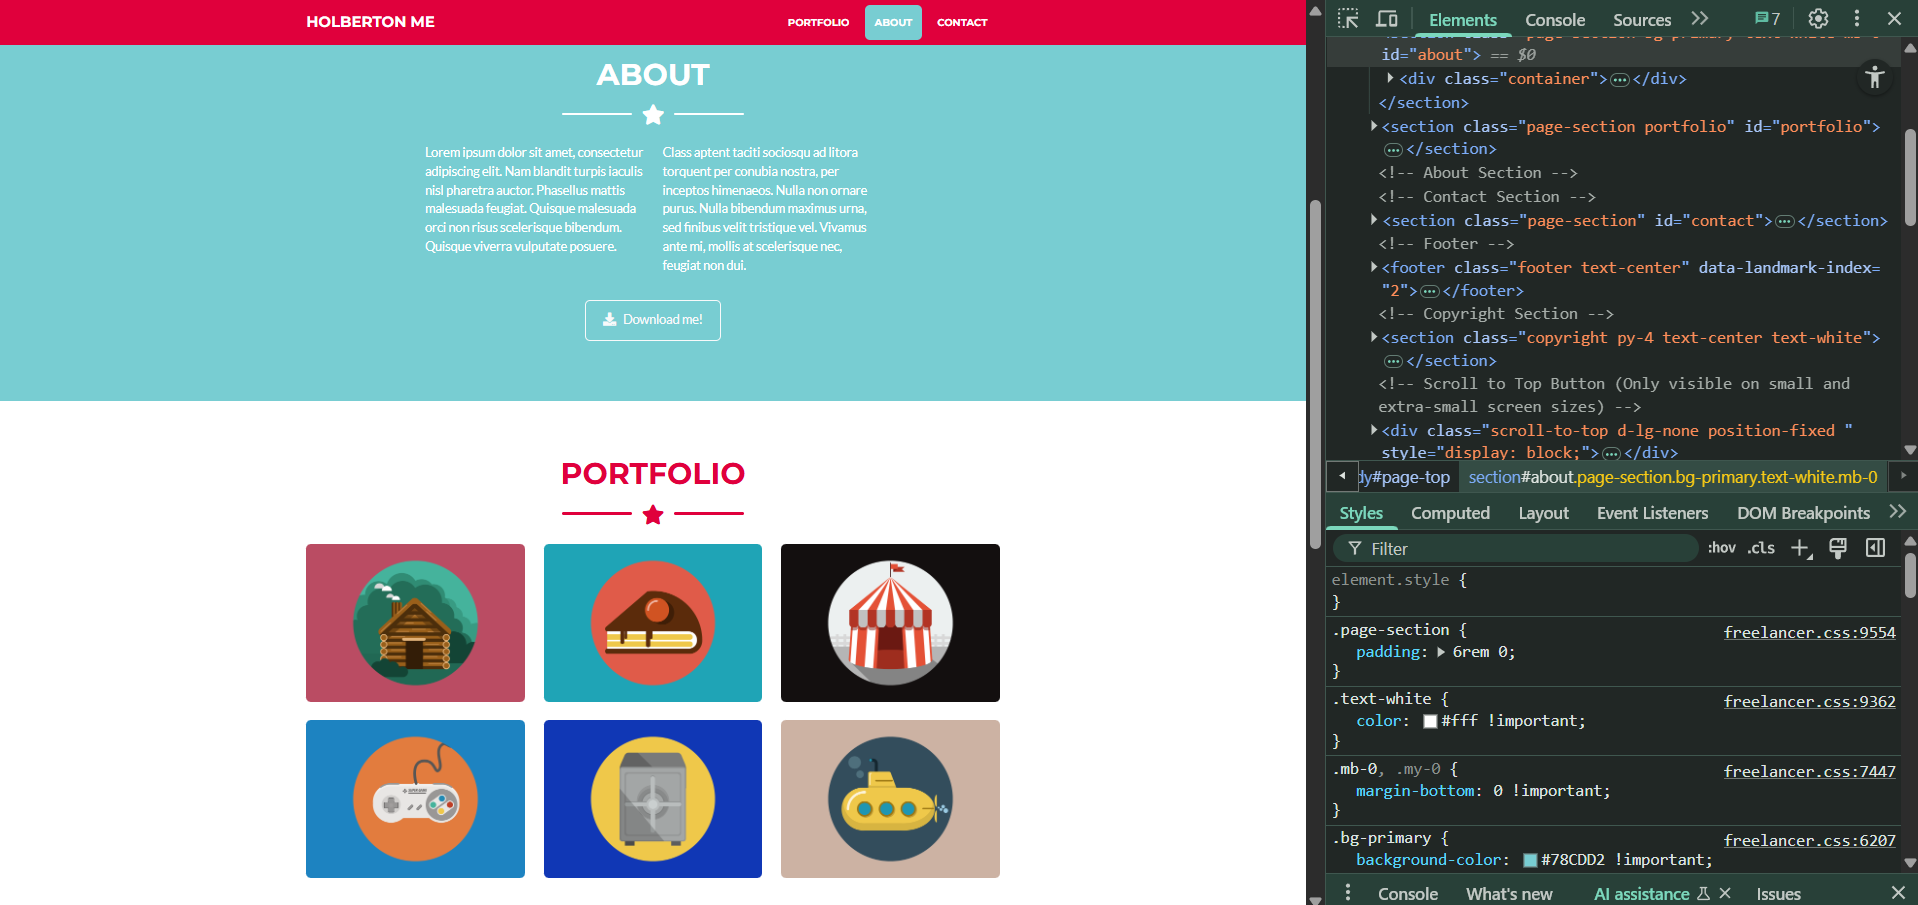 HOLBERTON ME
PORTFOLIO
ABOUT
CONTACT
ABOUT
Lorem ipsum dolor sit amet, consectetur
adipiscing elit. Nam blandit turpis iaculis
nisl pharetra auctor. Phasellus mattis
malesuada feugiat. Quisque malesuada
orci non risus scelerisque bibendum.
Quisque viverra vulputate posuere.
Class aptent taciti sociosqu ad litora
torquent per conubia nostra, per
inceptos himenaeos. Nulla non ornare
purus. Nulla bibendum maximus urna,
sed finibus velit tristique vel. Vivamus
ante mi, mollis at scelerisque nec,
feugiat non dui.
Download me!
PORTFOLIO
Elements
Console
Sources
7
id="about"> == $0
<div class="container">…</div>
</section>
<section class="page-section portfolio" id="portfolio">
…</section>
<!-- About Section -->
<!-- Contact Section -->
<section class="page-section" id="contact">…</section>
<!-- Footer -->
<footer class="footer text-center" data-landmark-index=
"2">…</footer>
<!-- Copyright Section -->
<section class="copyright py-4 text-center text-white">
…</section>
<!-- Scroll to Top Button (Only visible on small and
extra-small screen sizes) -->
<div class="scroll-to-top d-lg-none position-fixed "
style="display: block;">…</div>
dy#page-top
section#about.page-section.bg-primary.text-white.mb-0
Styles
Computed
Layout
Event Listeners
DOM Breakpoints
Filter
:hov
.cls
element.style {
}
.page-section {
freelancer.css:9554
padding: 6rem 0;
}
.text-white {
freelancer.css:9362
color: #fff !important;
}
.mb-0, .my-0 {
freelancer.css:7447
margin-bottom: 0 !important;
}
.bg-primary {
freelancer.css:6207
background-color: #78CDD2 !important;
Console
What's new
AI assistance
Issues